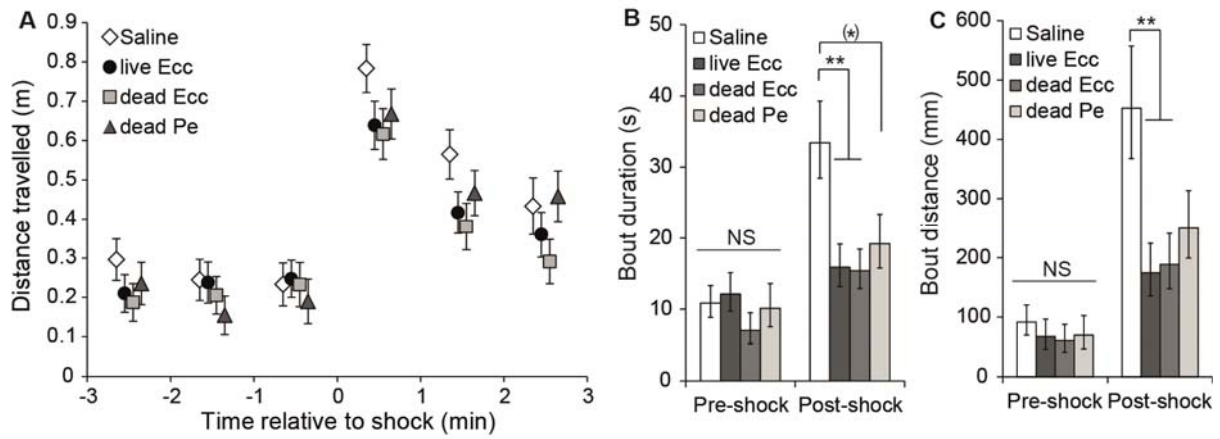 A
Distance travelled (m)
0.9
0.8
0.7
0.6
0.5
0.4
0.3
0.2
0.1
0
Saline
live Ecc
dead Ecc
dead Pe
-3
-2
-1
0
1
2
3
Time relative to shock (min)
B
Bout duration (s)
50
40
30
20
10
0
Saline
live Ecc
dead Ecc
dead Pe
(*)
**
NS
Pre-shock
Post-shock
C
Bout distance (mm)
600
500
400
300
200
100
0
Saline
live Ecc
dead Ecc
dead Pe
**
NS
Pre-shock
Post-shock